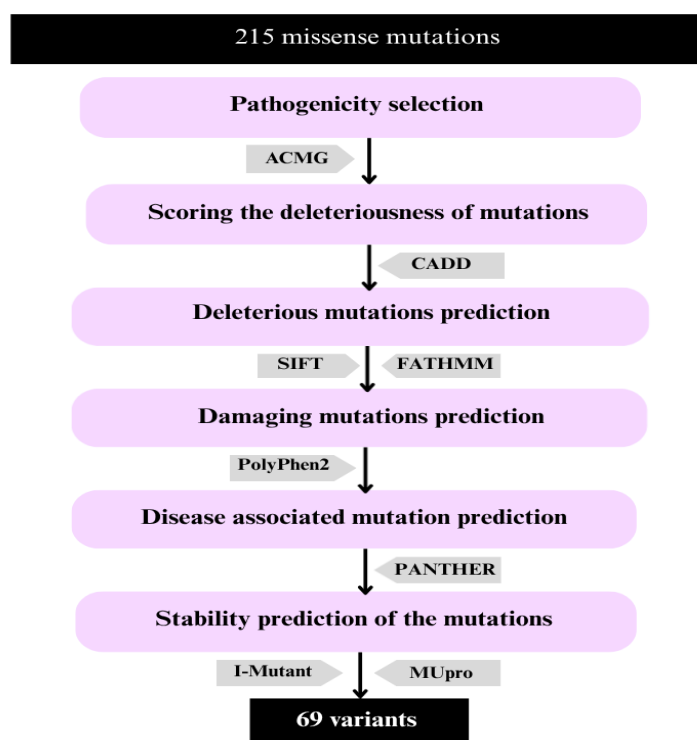 215 missense mutations
Pathogenicity selection
ACMG
Scoring the deleteriousness of mutations
CADD
Deleterious mutations prediction
SIFT FATHMM
Damaging mutations prediction
PolyPhen2
Disease associated mutation prediction
PANTHER
Stability prediction of the mutations
I-Mutant MUpro
69 variants